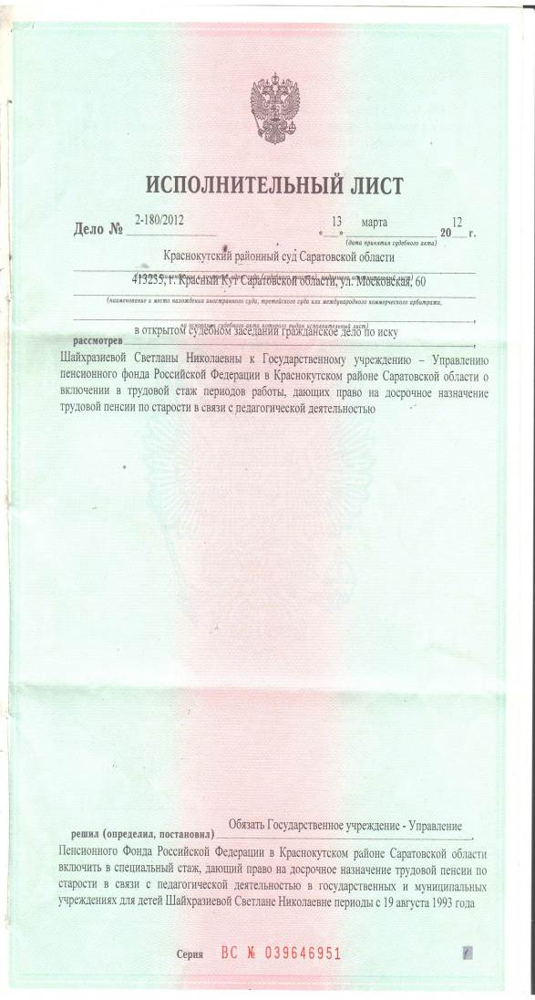 ИСПОЛНИТЕЛЬНЫЙ ЛИСТ
Дело № 2-180/2012 « 13 » марта 20 12 г.
(дата принятия судебного акта)
Краснокутский районный суд Саратовской области
413235, г. Красный Кут Саратовской области, ул. Московская, 60
(наименование и место нахождения иностранного суда, третейского суда или международного коммерческого арбитража,
на основании судебного акта которого выдан исполнительный лист)
в открытом судебном заседании гражданское дело по иску
рассмотрев
Шайхразиевой Светланы Николаевны к Государственному учреждению – Управлению
пенсионного фонда Российской Федерации в Краснокутском районе Саратовской области о
включении в трудовой стаж периодов работы, дающих право на досрочное назначение
трудовой пенсии по старости в связи с педагогической деятельностью
Обязать Государственное учреждение - Управление
решил (определил, постановил)
Пенсионного Фонда Российской Федерации в Краснокутском районе Саратовской области
включить в специальный стаж, дающий право на досрочное назначение трудовой пенсии по
старости в связи с педагогической деятельностью в государственных и муниципальных
учреждениях для детей Шайхразиевой Светлане Николаевне периоды с 19 августа 1993 года
Серия ВС № 039646951